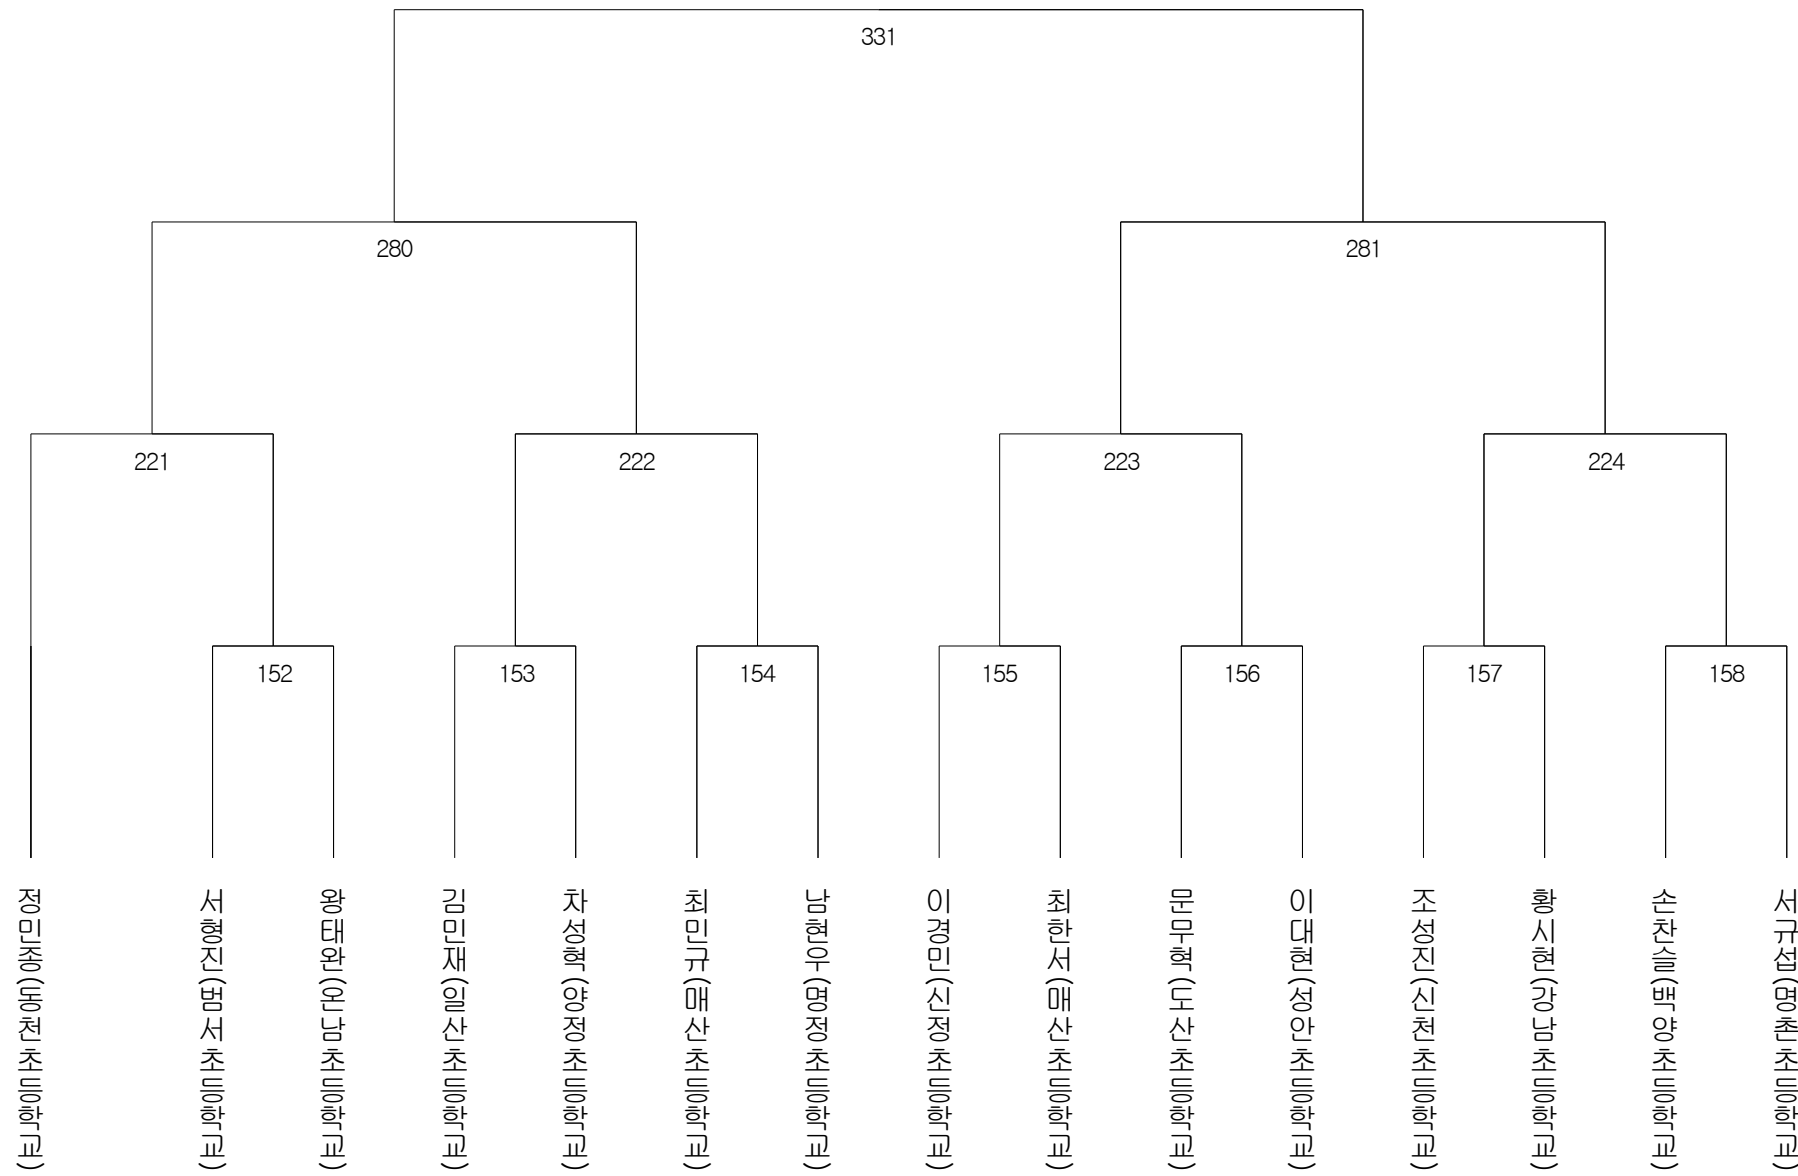 331
280
281
221
222
223
224
152
153
154
155
156
157
158
정민종(동천초등학교)
서형진(범서초등학교)
왕태완(온남초등학교)
김민재(일산초등학교)
차성혁(양정초등학교)
최민규(매산초등학교)
남현우(명정초등학교)
이경민(신정초등학교)
최한서(매산초등학교)
문무혁(도산초등학교)
이대현(성안초등학교)
조성진(신천초등학교)
황시현(강남초등학교)
손찬슬(백양초등학교)
서규섭(명촌초등학교)